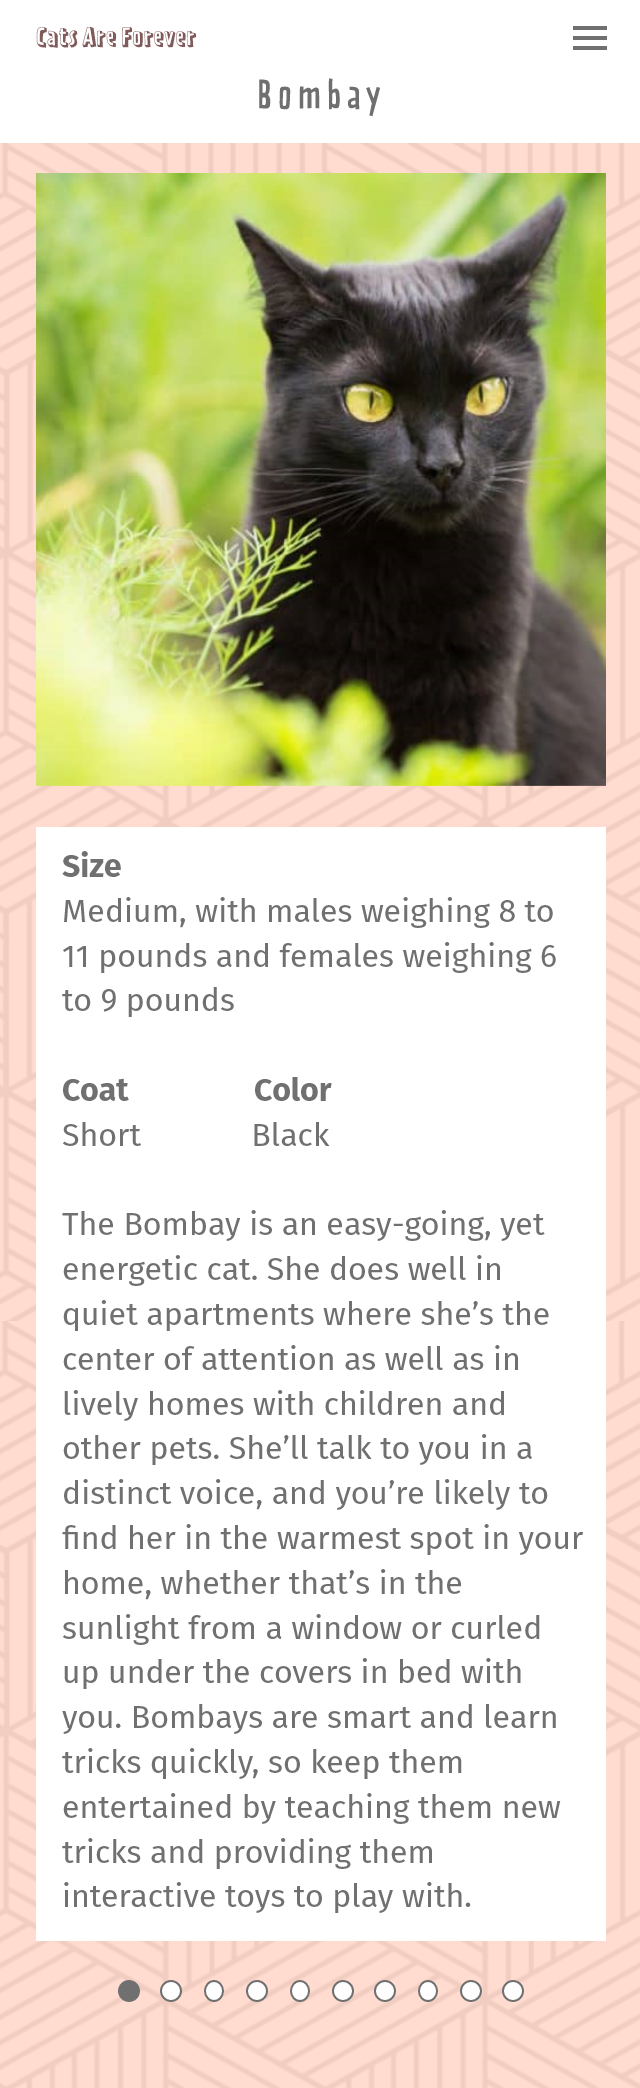 Cats Are Forever
Bombay
Size
Medium, with males weighing 8 to
11 pounds and females weighing 6
to 9 pounds
Coat Color
Short Black
The Bombay is an easy-going, yet
energetic cat. She does well in
quiet apartments where she’s the
center of attention as well as in
lively homes with children and
other pets. She’ll talk to you in a
distinct voice, and you’re likely to
find her in the warmest spot in your
home, whether that’s in the
sunlight from a window or curled
up under the covers in bed with
you. Bombays are smart and learn
tricks quickly, so keep them
entertained by teaching them new
tricks and providing them
interactive toys to play with.